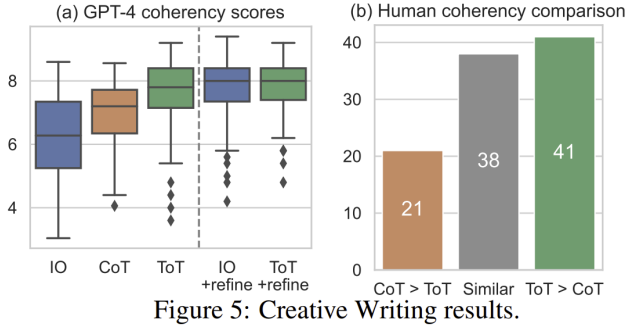 (a) GPT-4 coherency scores
8
6
4
IO
CoT
ToT
IO
+refine
ToT
+refine
(b) Human coherency comparison
40
30
20
10
0
21
38
41
CoT > ToT
Similar
ToT > CoT
Figure 5: Creative Writing results.